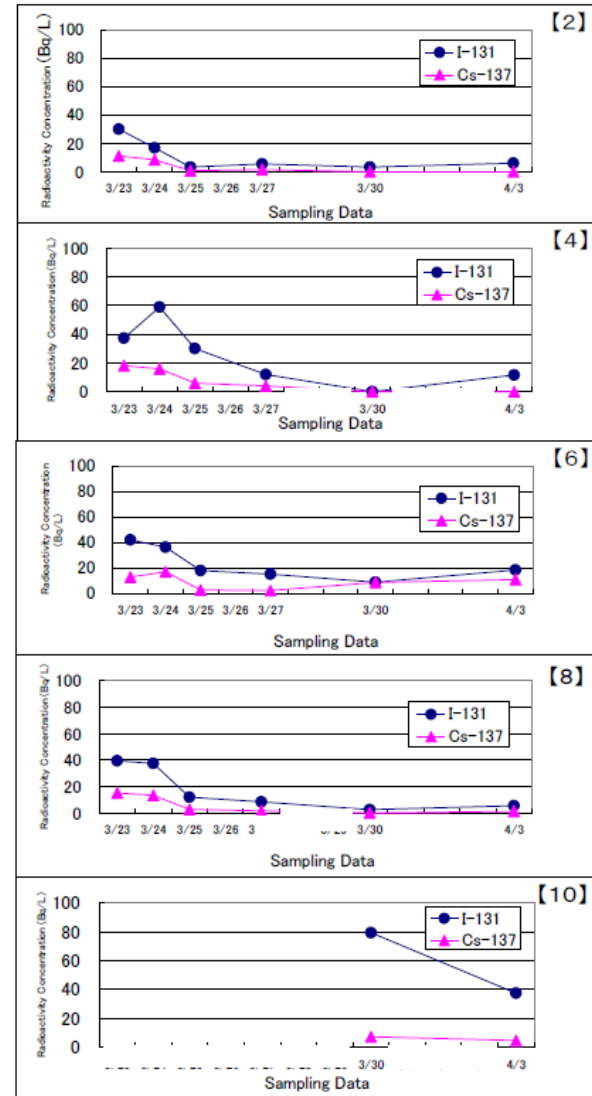 【2】
Radioactivity Concentration(Bq/L)
100
80
60
40
20
0
I-131
Cs-137
3/23 3/24 3/25 3/26 3/27 3/30 4/3
Sampling Data
【4】
Radioactivity Concentration(Bq/L)
100
80
60
40
20
0
I-131
Cs-137
3/23 3/24 3/25 3/26 3/27 3/30 4/3
Sampling Data
【6】
Radioactivity Concentration
(Bq/L)
100
80
60
40
20
0
I-131
Cs-137
3/23 3/24 3/25 3/26 3/27 3/30 4/3
Sampling Data
【8】
Radioactivity Concentration(Bq/L)
100
80
60
40
20
0
I-131
Cs-137
3/23 3/24 3/25 3/26 3 3/30 4/3
Sampling Data
【10】
Radioactivity Concentration(Bq/L)
100
80
60
40
20
0
I-131
Cs-137
3/30 4/3
Sampling Data